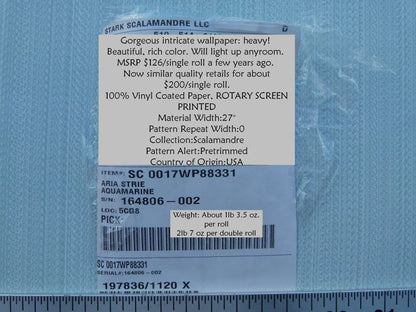 STARK SCALAMANDRE LLC
D
Gorgeous intricate wallpaper: heavy!
Beautiful, rich color. Will light up anyroom.
MSRP $126/single roll a few years ago.
Now similar quality retails for about
$200/single roll.
100% Vinyl Coated Paper, ROTARY SCREEN
PRINTED
Material Width:27"
Pattern Repeat Width:0
Collection:Scalamandre
Pattern Alert:Pretrimmed
Country of Origin:USA
ITEM#: SC 0017WP88331
ARIA STRIE
AQUAMARINE
S/N: 164806-002
LOC: 5CG8
PICK:
Weight: About 1lb 3.5 oz.
per roll
2lb 7 oz per double roll
SC 0017WP88331
SERIAL#:164806-002
197836/1120 X